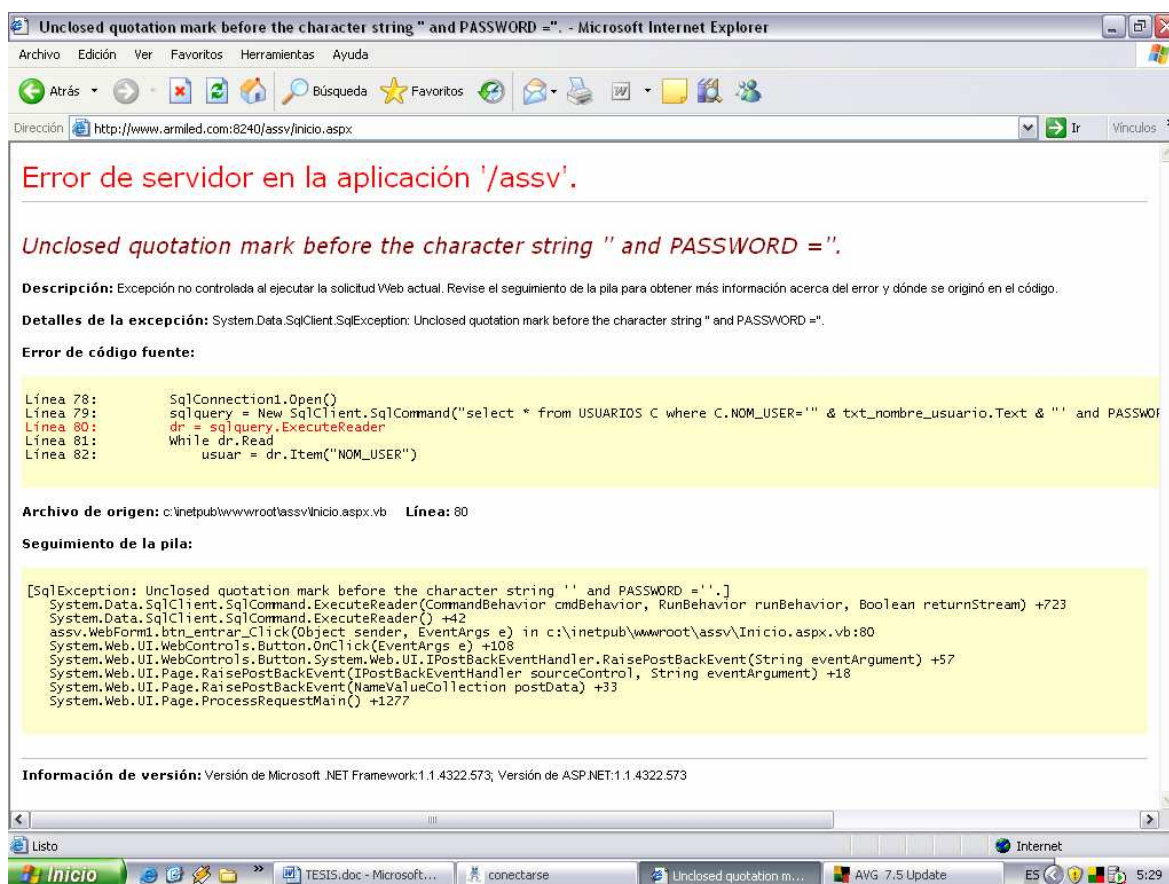 Unclosed quotation mark before the character string " and PASSWORD =". - Microsoft Internet Explorer
Archivo Edición Ver Favoritos Herramientas Ayuda
Atrás Búsqueda Favoritos
Dirección http://www.armiled.com:8240/assv/inicio.aspx Ir Vínculos
Error de servidor en la aplicación '/assv'.
Unclosed quotation mark before the character string '' and PASSWORD =''.
Descripción: Excepción no controlada al ejecutar la solicitud Web actual. Revise el seguimiento de la pila para obtener más información acerca del error y dónde se originó en el código.
Detalles de la excepción: System.Data.SqlClient.SqlException: Unclosed quotation mark before the character string '' and PASSWORD =''.
Error de código fuente:
Línea 78: SqlConnection1.Open()
Línea 79: sqlquery = New SqlClient.SqlCommand("select * from USUARIOS C where C.NOM_USER='" & txt_nombre_usuario.Text & "' and PASSWOR
Línea 80: dr = sqlquery.ExecuteReader
Línea 81: While dr.Read
Línea 82: usuar = dr.Item("NOM_USER")
Archivo de origen: c:\inetpub\wwwroot\assv\Inicio.aspx.vb Línea: 80
Seguimiento de la pila:
[SqlException: Unclosed quotation mark before the character string '' and PASSWORD =''.]
System.Data.SqlClient.SqlCommand.ExecuteReader(CommandBehavior cmdBehavior, RunBehavior runBehavior, Boolean returnStream) +723
System.Data.SqlClient.SqlCommand.ExecuteReader() +42
assv.WebForm1.btn_entrar_Click(Object sender, EventArgs e) in c:\inetpub\wwwroot\assv\Inicio.aspx.vb:80
System.Web.UI.WebControls.Button.OnClick(EventArgs e) +108
System.Web.UI.WebControls.Button.System.Web.UI.IPostBackEventHandler.RaisePostBackEvent(String eventArgument) +57
System.Web.UI.Page.RaisePostBackEvent(IPostBackEventHandler sourceControl, String eventArgument) +18
System.Web.UI.Page.RaisePostBackEvent(NameValueCollection postData) +33
System.Web.UI.Page.ProcessRequestMain() +1277
Información de versión: Versión de Microsoft .NET Framework:1.1.4322.573; Versión de ASP.NET:1.1.4322.573
Listo Internet
Inicio » TESIS.doc - Microsoft... conectarse Unclosed quotation m... AVG 7.5 Update ES 5:29